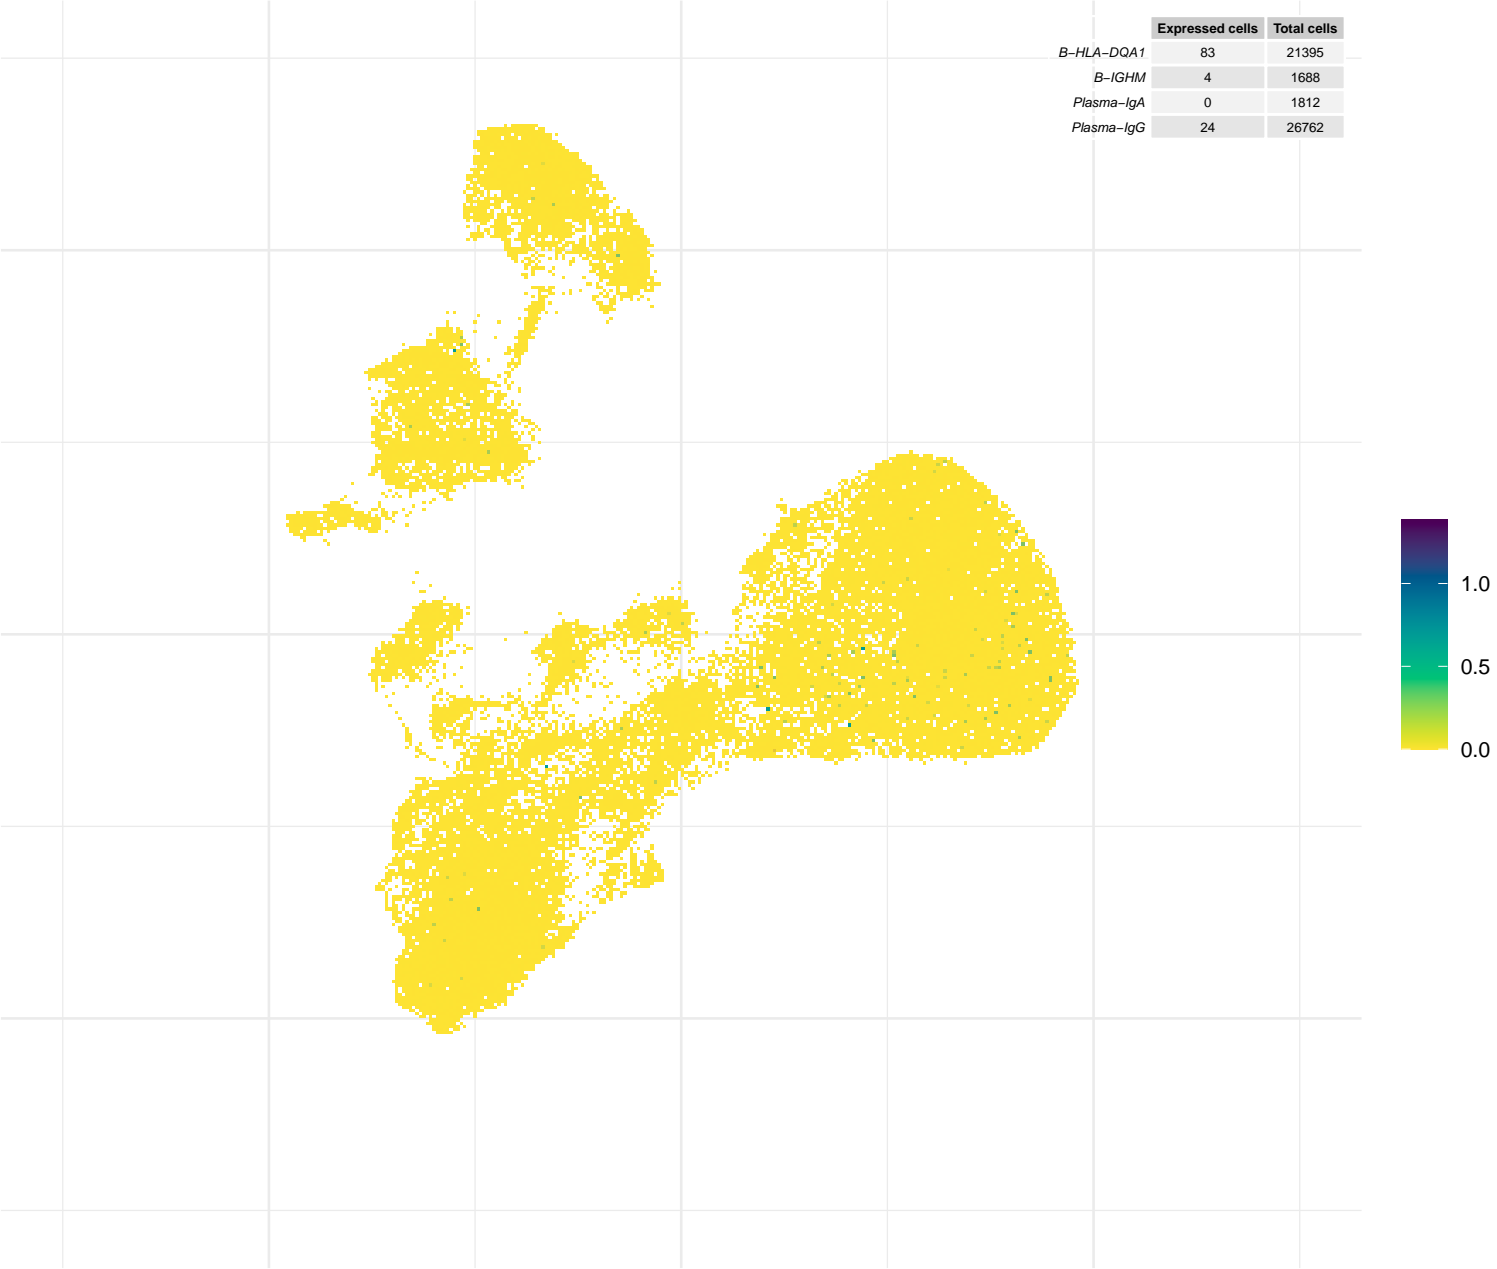 Expressed cells Total cells
B−HLA−DQA1 83 21395
B−IGHM 4 1688
Plasma−IgA 0 1812
Plasma−IgG 24 26762
1.0
0.5
0.0